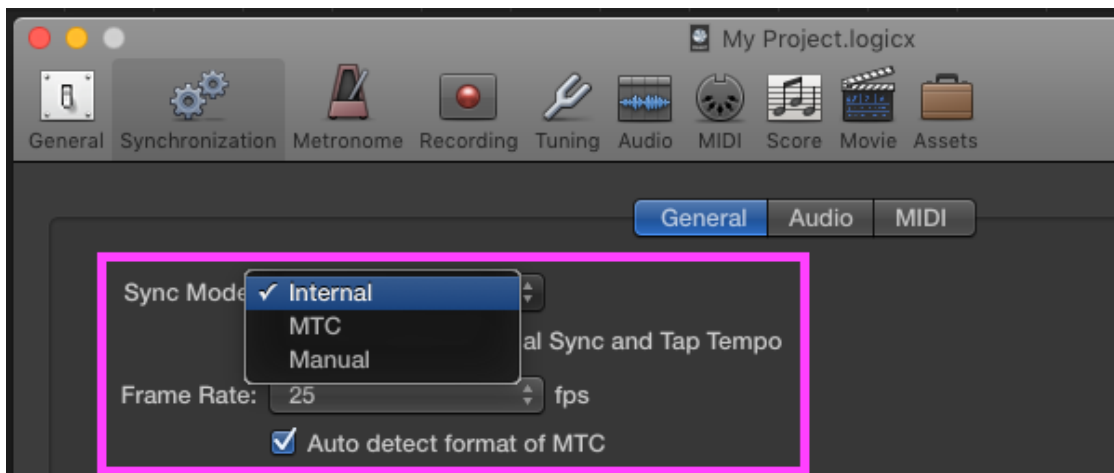 My Project.logicx
General Synchronization Metronome Recording Tuning Audio MIDI Score Movie Assets
General Audio MIDI
Sync Mode ✓ Internal
MTC
al Sync and Tap Tempo
Manual
Frame Rate: 25 fps
Auto detect format of MTC